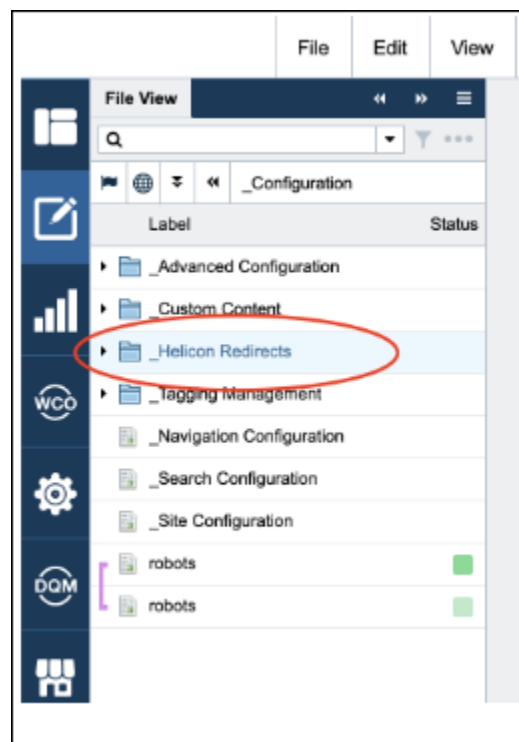 File Edit View
File View
_Configuration
Label Status
_Advanced Configuration
_Custom Content
_Helicon Redirects
_Tagging Management
WCO
_Navigation Configuration
_Search Configuration
_Site Configuration
robots
DQM
robots